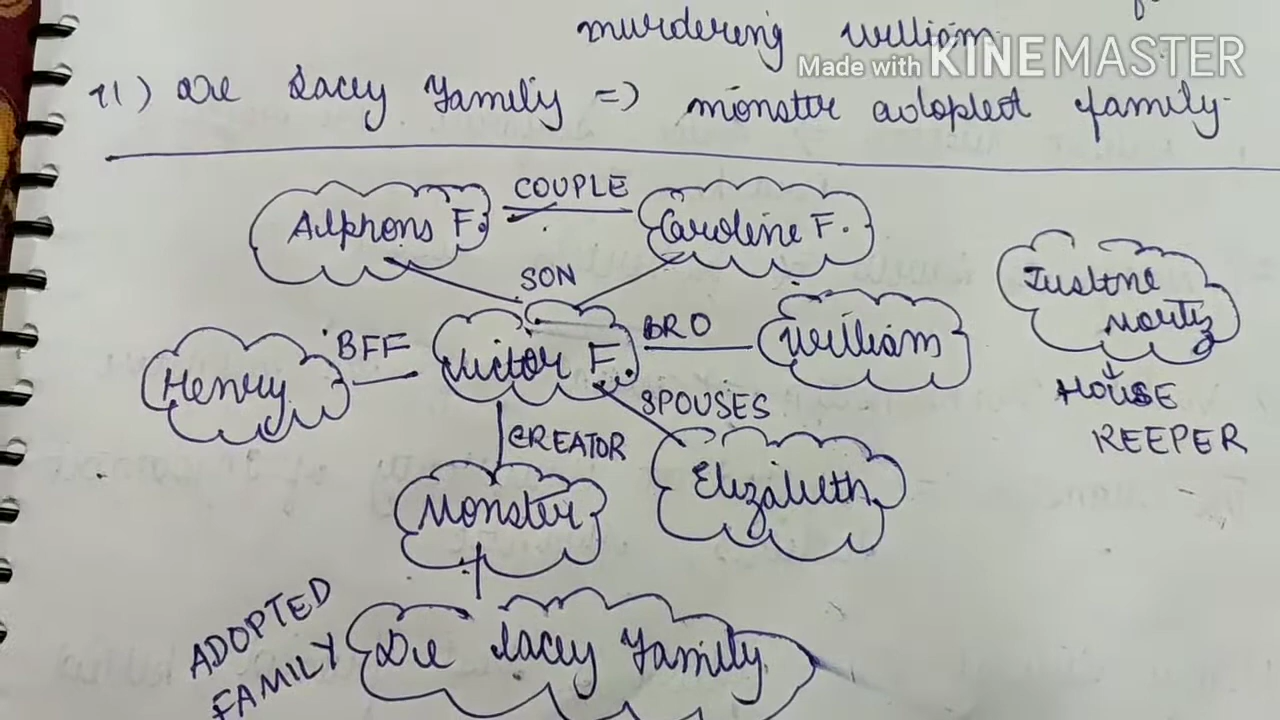 murdering william
Made with KINEMASTER
11) De Lacey Family => monster adopted family
COUPLE
Alphons F.
Caroline F.
SON
Justine
Moritz
HOUSE
KEEPER
BFF
BRO
Henry
Victor F.
William
SPOUSES
CREATOR
Monster
Elizabeth
ADOPTED
FAMILY
De Lacey Family